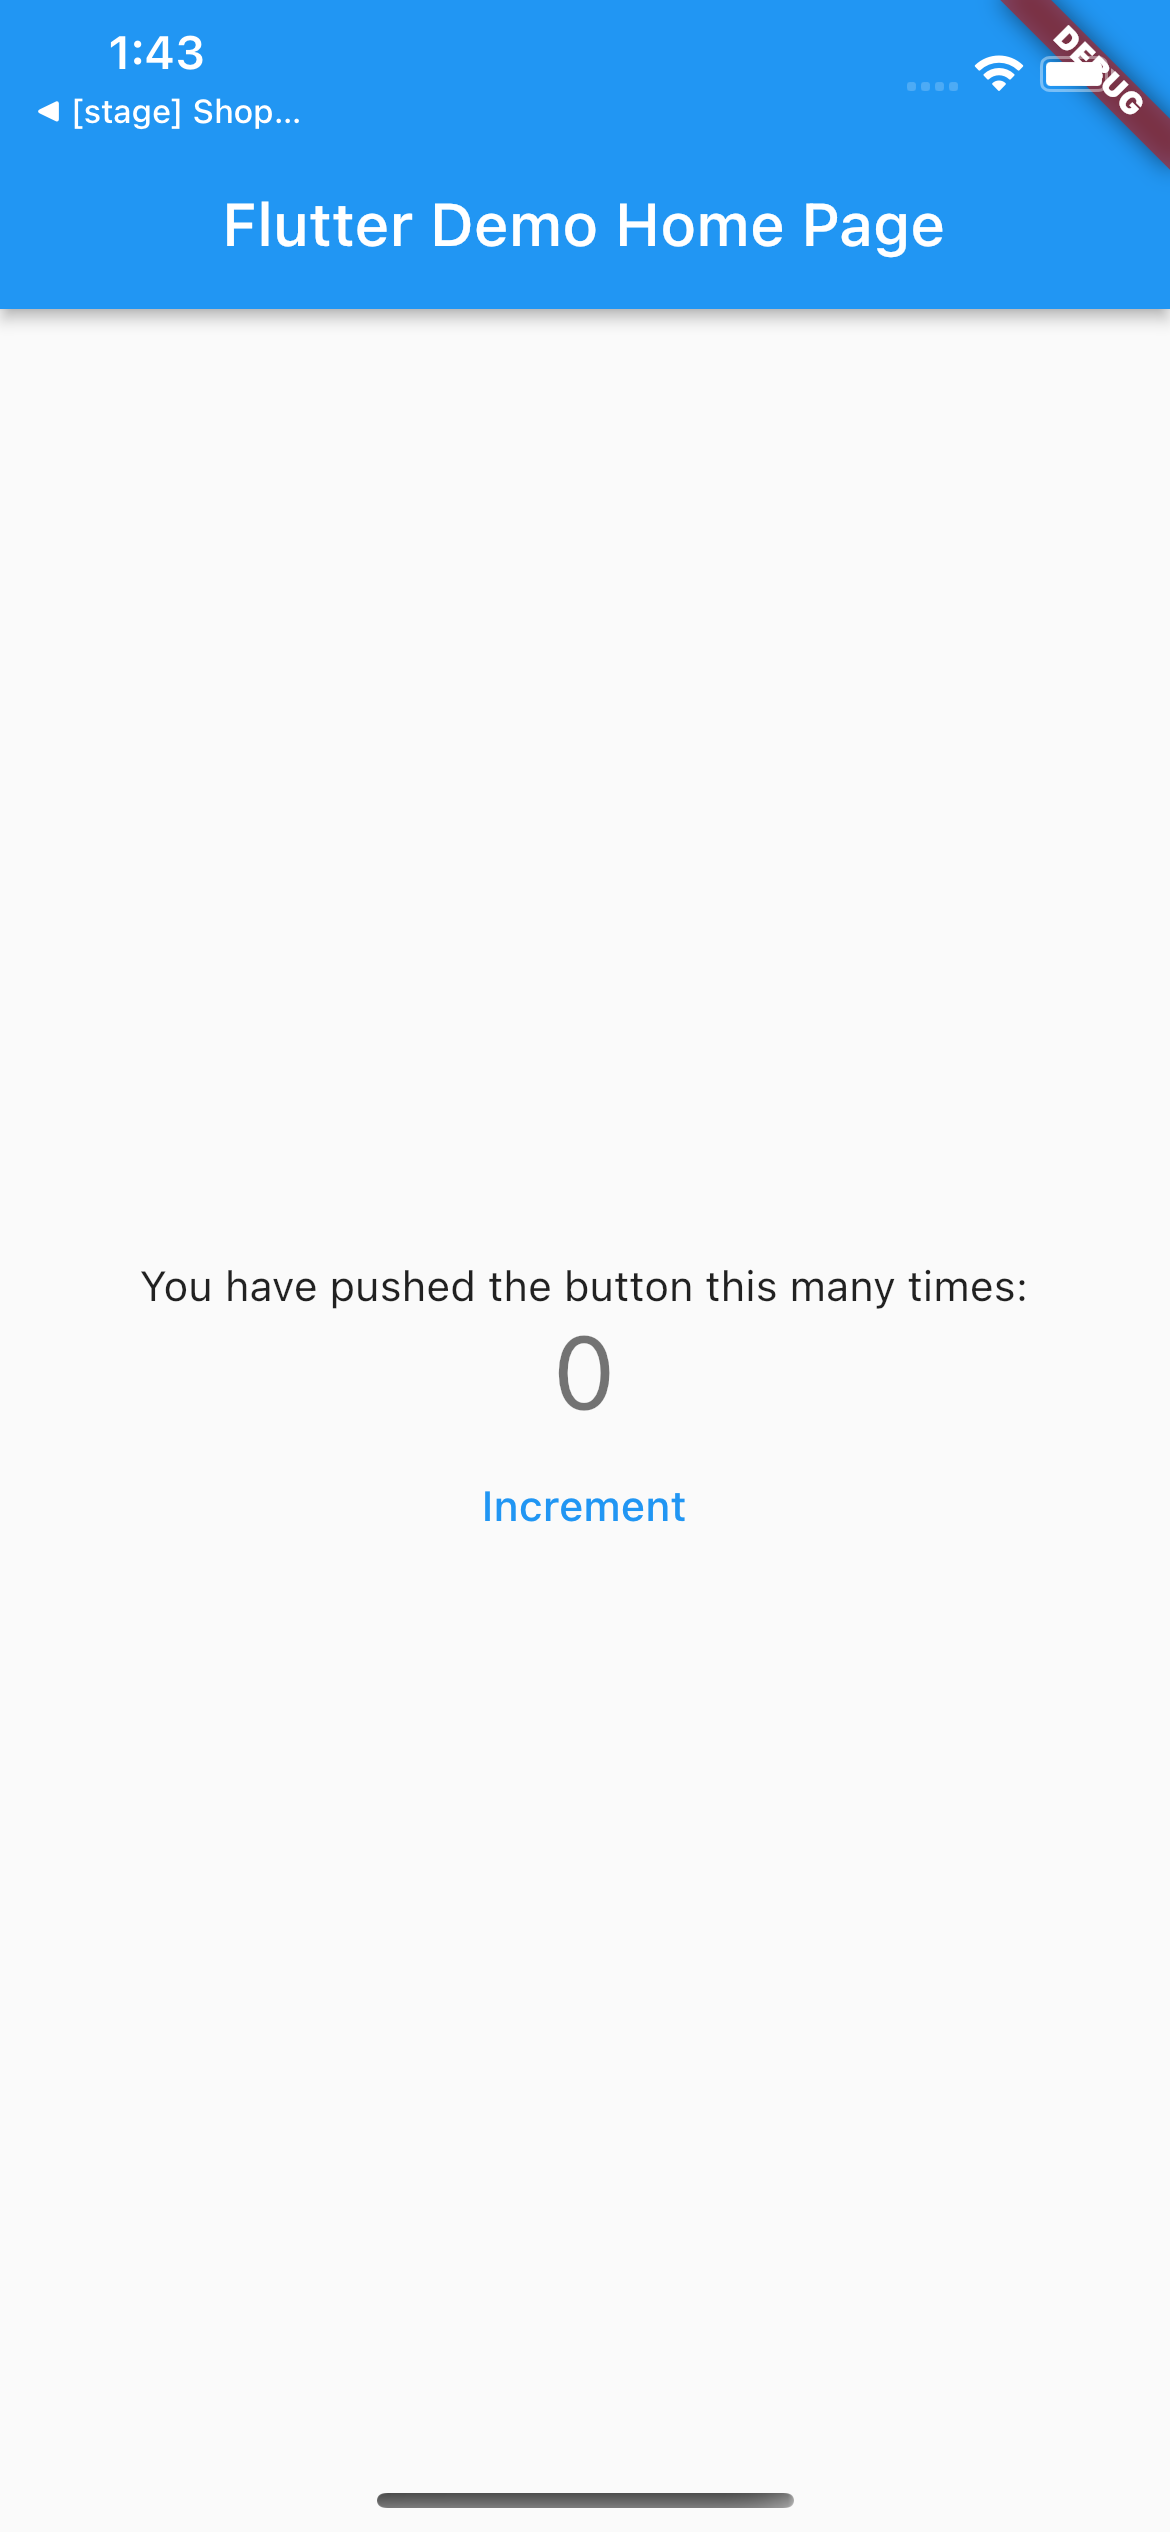 1:43
[stage] Shop...
DEBUG
Flutter Demo Home Page
You have pushed the button this many times:
0
Increment